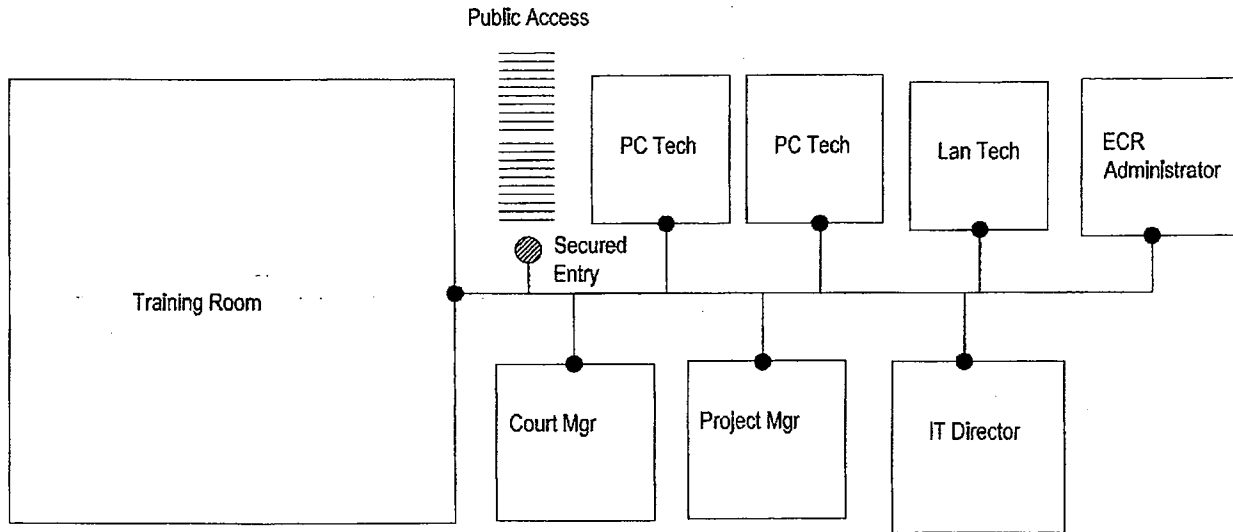 Public Access
PC Tech
PC Tech
Lan Tech
ECR
Administrator
Secured
Entry
Training Room
Court Mgr
Project Mgr
IT Director